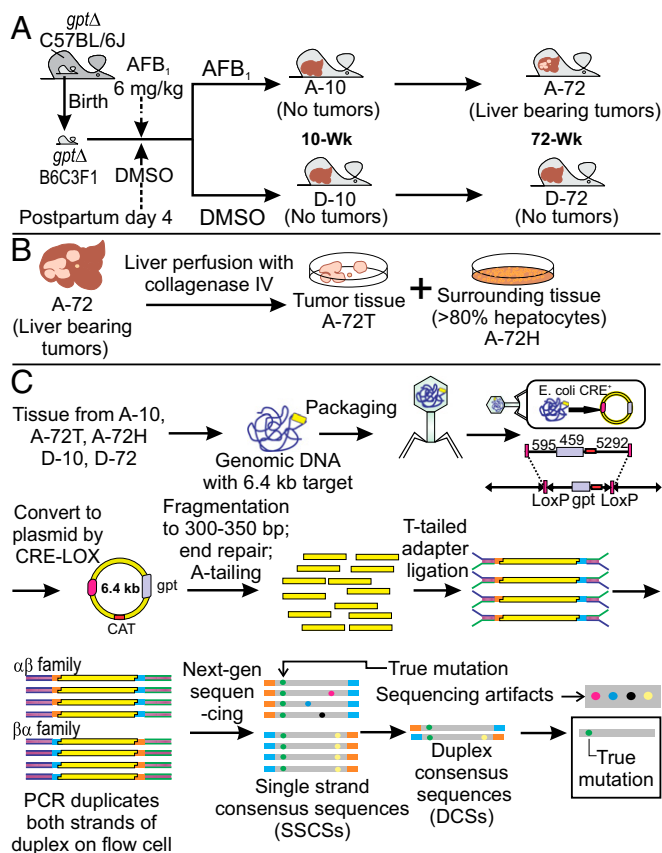 A
gptΔ
C57BL/6J
Birth
gptΔ
B6C3F1
AFB1
6 mg/kg
DMSO
Postpartum day 4
AFB1
DMSO
A-10
(No tumors)
10-Wk
D-10
(No tumors)
A-72
(Liver bearing tumors)
72-Wk
D-72
(No tumors)
B
A-72
(Liver bearing
tumors)
Liver perfusion with
collagenase IV
Tumor tissue
A-72T
+
Surrounding tissue
(>80% hepatocytes)
A-72H
C
Tissue from A-10,
A-72T, A-72H
D-10, D-72
Genomic DNA
with 6.4 kb target
Packaging
E. coli CRE+
595 459 5292
LoxP gpt LoxP
Convert to
plasmid by
CRE-LOX
6.4 kb
gpt
CAT
Fragmentation
to 300-350 bp;
end repair;
A-tailing
T-tailed
adapter
ligation
αβ family
βα family
PCR duplicates
both strands of
duplex on flow cell
Next-gen
sequen
-cing
True mutation
Single strand
consensus sequences
(SSCSs)
Duplex
consensus
sequences
(DCSs)
Sequencing artifacts
True
mutation